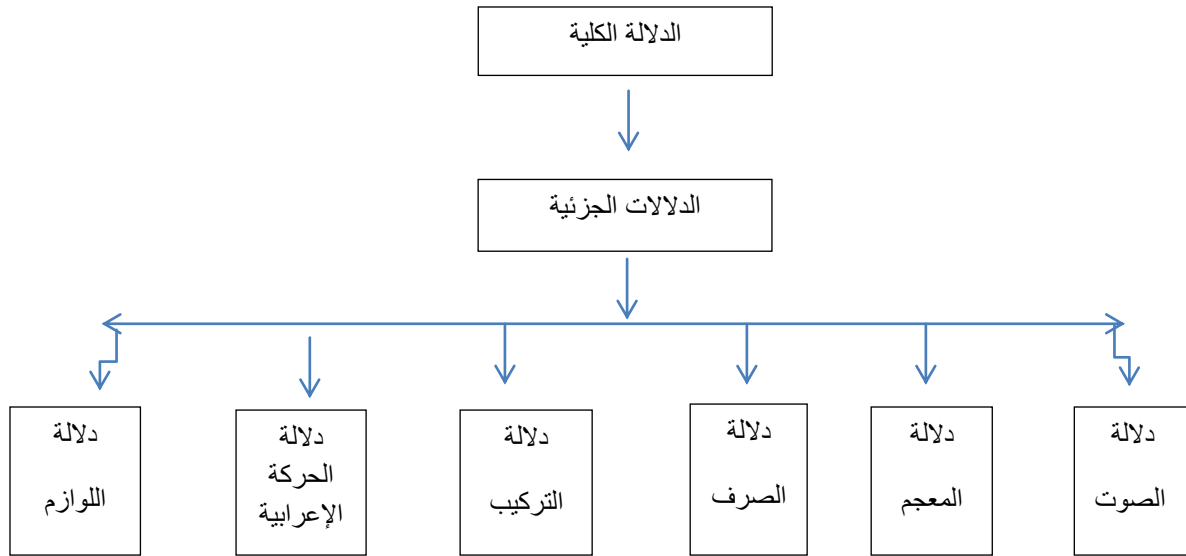 الدلالة الكلية
الدلالات الجزئية
دلالة
الصوت
دلالة
المعجم
دلالة
الصرف
دلالة
التركيب
دلالة
الحركة
الإعرابية
دلالة
اللوازم